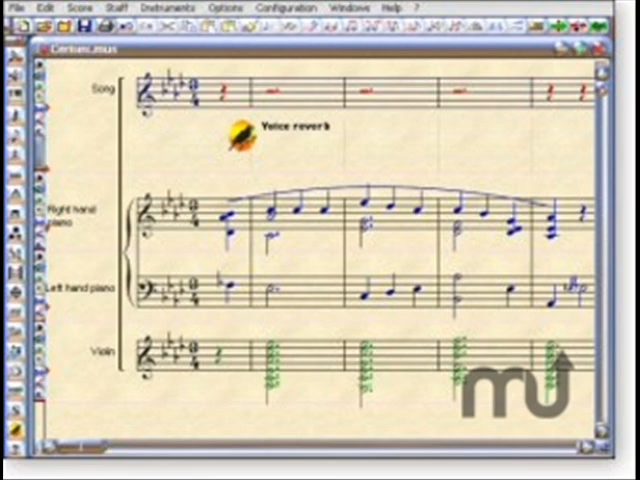 File Edit Score Staff Instruments Options Configuration Windows Help ?
Song
Voice reverb
Right hand
piano
Left hand piano
Violin
mu